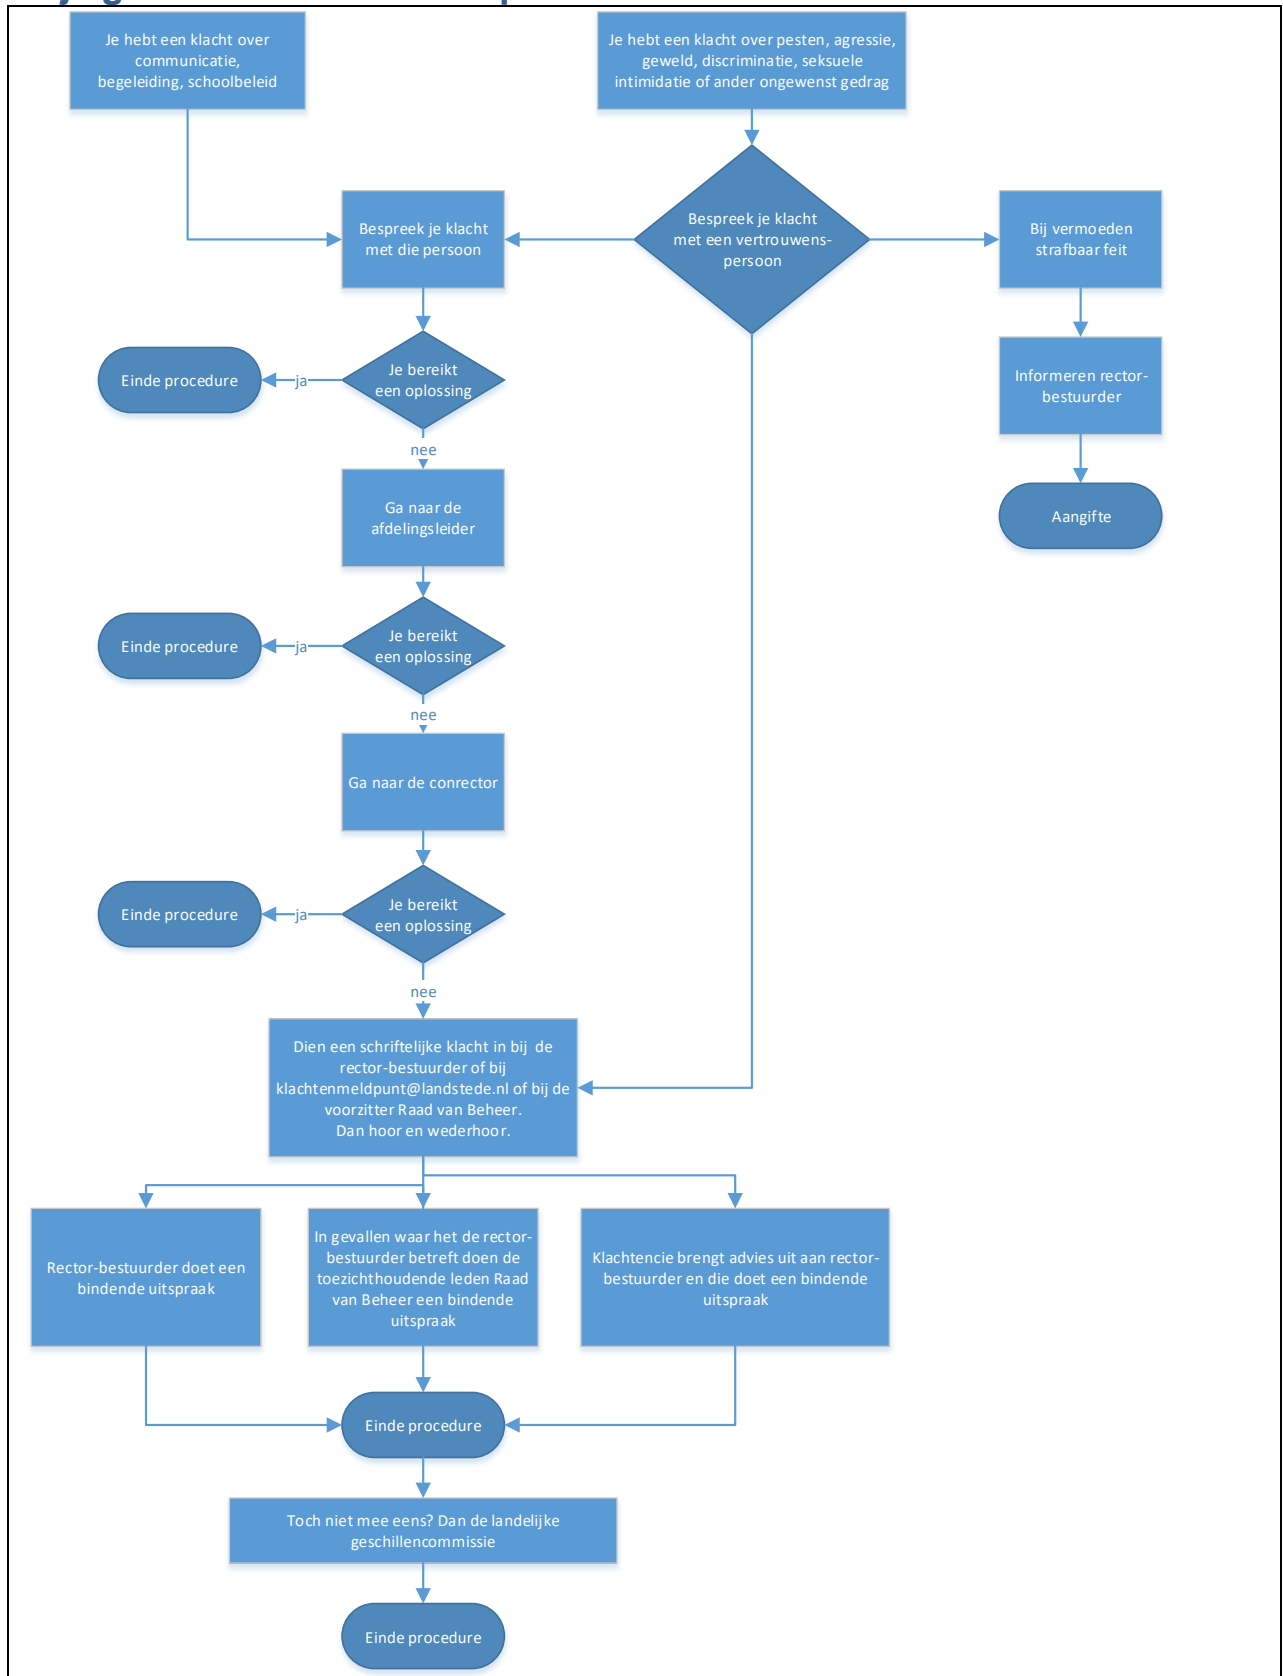 Je hebt een klacht over
communicatie,
begeleiding, schoolbeleid
Je hebt een klacht over pesten, agressie,
geweld, discriminatie, seksuele
intimidatie of ander ongewenst gedrag
Bespreek je klacht
met die persoon
Bespreek je klacht
met een vertrouwens-
persoon
Bij vermoeden
strafbaar feit
Einde procedure
ja
Je bereikt
een oplossing
Informeren rector-
bestuurder
nee
Ga naar de
afdelingsleider
Aangifte
Einde procedure
ja
Je bereikt
een oplossing
nee
Ga naar de conrector
Einde procedure
ja
Je bereikt
een oplossing
nee
Dien een schriftelijke klacht in bij de
rector-bestuurder of bij
klachtenmeldpunt@landstede.nl of bij de
voorzitter Raad van Beheer.
Dan hoor en wederhoor.
Rector-bestuurder doet een
bindende uitspraak
In gevallen waar het de rector-
bestuurder betreft doen de
toezichthoudende leden Raad
van Beheer een bindende
uitspraak
Klachtencie brengt advies uit aan rector-
bestuurder en die doet een bindende
uitspraak
Einde procedure
Toch niet mee eens? Dan de landelijke
geschillencommissie
Einde procedure